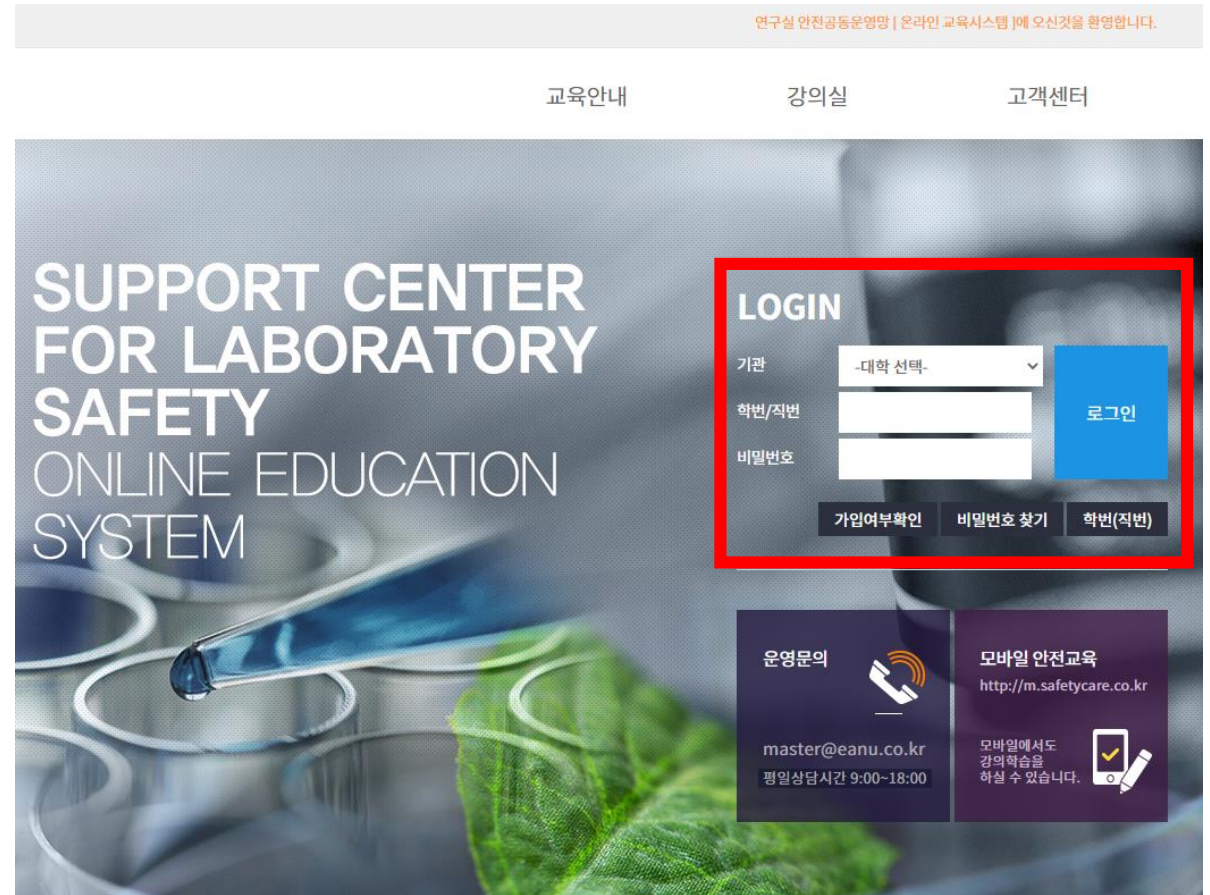 연구실 안전공동운영망 [ 온라인 교육시스템 ]에 오신것을 환영합니다.
교육안내 강의실 고객센터
SUPPORT CENTER
FOR LABORATORY
SAFETY
ONLINE EDUCATION
SYSTEM
LOGIN
기관 -대학 선택-
학번/직번
비밀번호
로그인
가입여부확인 비밀번호 찾기 학번(직번)
운영문의
master@eanu.co.kr
평일상담시간 9:00~18:00
모바일 안전교육
http://m.safetycare.co.kr
모바일에서도
강의학습을
하실 수 있습니다.